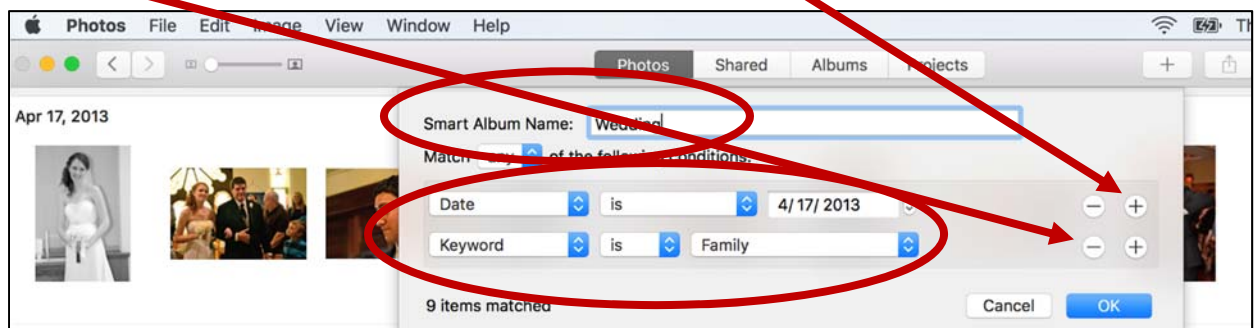 Photos File Edit Image View Window Help
Photos Shared Albums Projects
Apr 17, 2013
Smart Album Name: Wedding
Match any of the following conditions:
Date is 4/17/2013
Keyword is Family
9 items matched Cancel OK